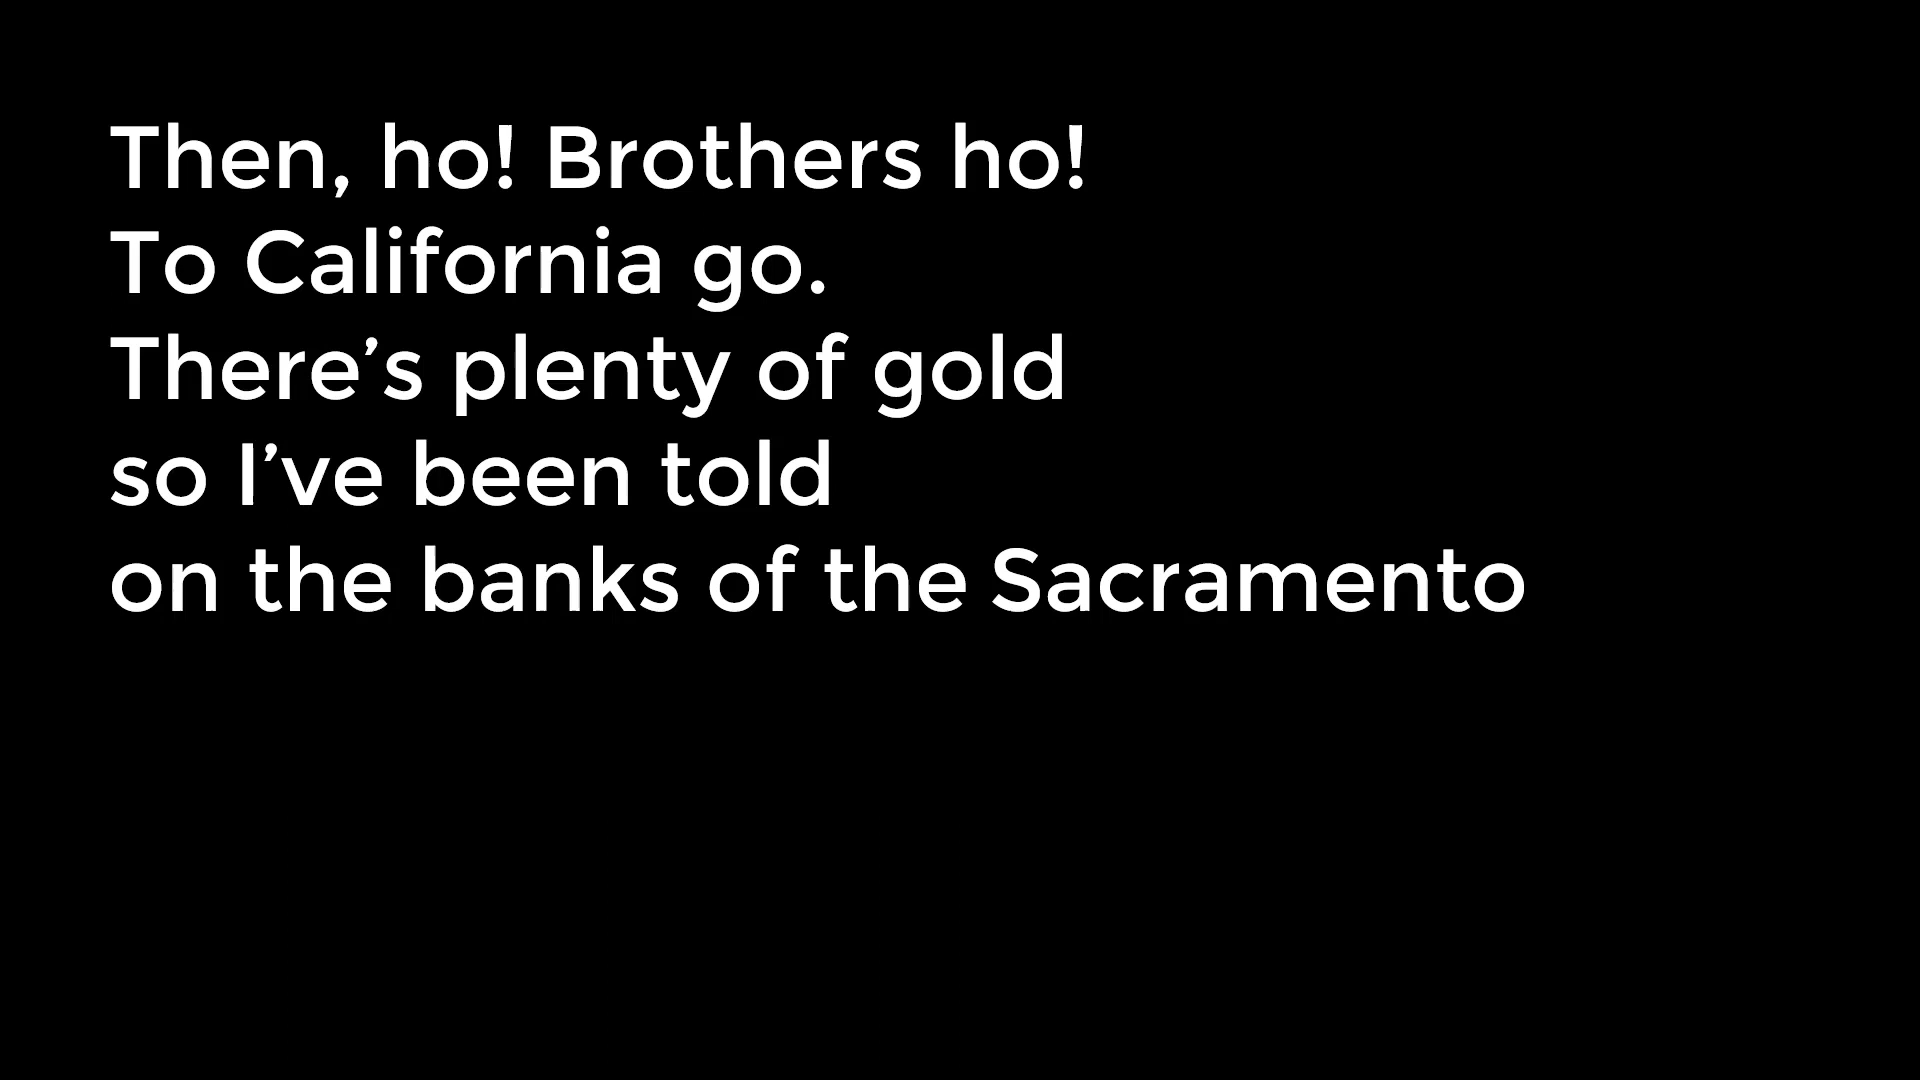 Then, ho! Brothers ho!
To California go.
There’s plenty of gold
so I’ve been told
on the banks of the Sacramento